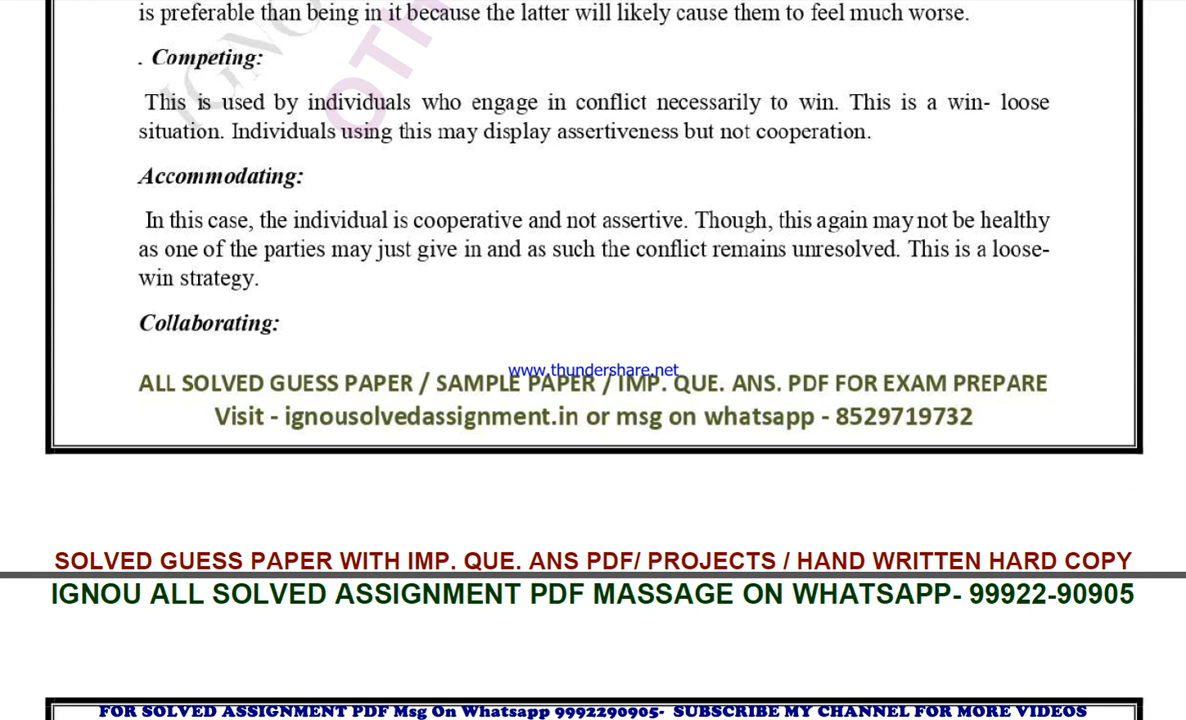 is preferable than being in it because the latter will likely cause them to feel much worse.
. Competing:
This is used by individuals who engage in conflict necessarily to win. This is a win- loose
situation. Individuals using this may display assertiveness but not cooperation.
Accommodating:
In this case, the individual is cooperative and not assertive. Though, this again may not be healthy
as one of the parties may just give in and as such the conflict remains unresolved. This is a loose-
win strategy.
Collaborating:
www.thundershare.net
ALL SOLVED GUESS PAPER / SAMPLE PAPER / IMP. QUE. ANS. PDF FOR EXAM PREPARE
Visit - ignousolvedassignment.in or msg on whatsapp - 8529719732
SOLVED GUESS PAPER WITH IMP. QUE. ANS PDF/ PROJECTS / HAND WRITTEN HARD COPY
IGNOU ALL SOLVED ASSIGNMENT PDF MASSAGE ON WHATSAPP- 99922-90905
FOR SOLVED ASSIGNMENT PDF Msg On Whatsapp 9992290905- SUBSCRIBE MY CHANNEL FOR MORE VIDEOS